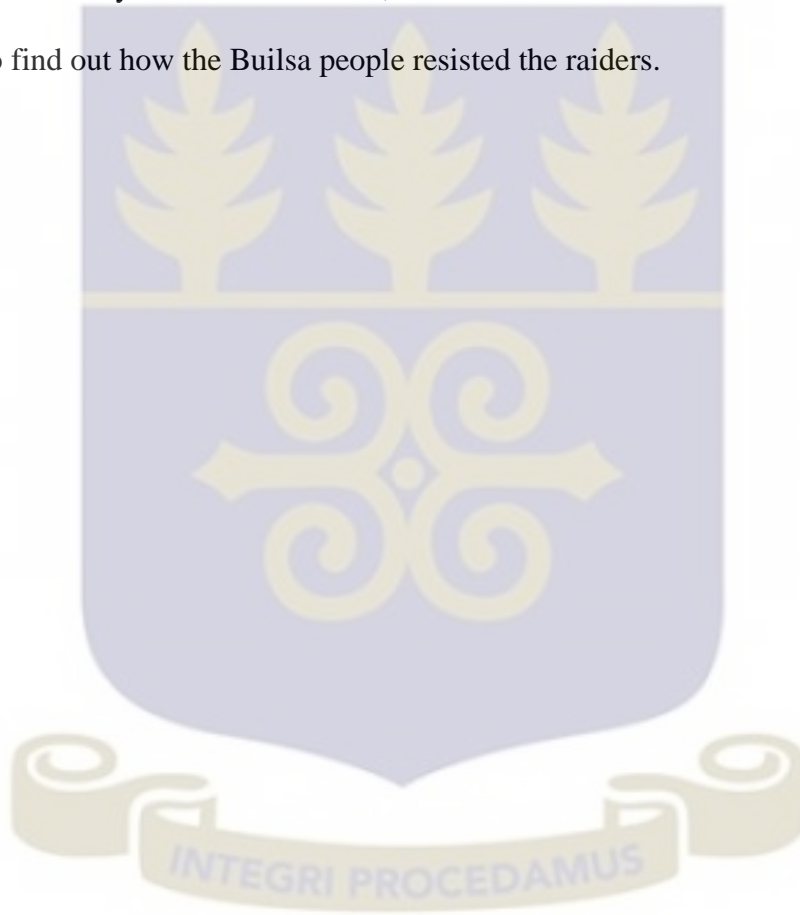 find out how the Builsa people resisted the raiders.
INTEGRI PROCEDAMUS